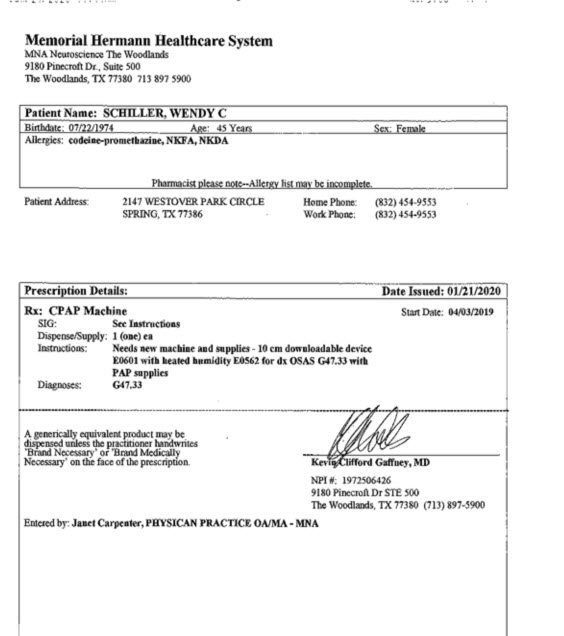 Memorial Hermann Healthcare System
MNA Neuroscience The Woodlands
9180 Pinecroft Dr., Suite 500
The Woodlands, TX 77380 713 897 5900
Patient Name: SCHILLER, WENDY C
Birthdate: 07/22/1974 Age: 45 Years Sex: Female
Allergies: codeine-promethazine, NKFA, NKDA
Pharmacist please note--Allergy list may be incomplete.
Patient Address: 2147 WESTOVER PARK CIRCLE Home Phone: (832) 454-9553
SPRING, TX 77386 Work Phone: (832) 454-9553
Prescription Details: Date Issued: 01/21/2020
Rx: CPAP Machine Start Date: 04/03/2019
SIG: See Instructions
Dispense/Supply: 1 (one) ea
Instructions: Needs new machine and supplies - 10 cm downloadable device
E0601 with heated humidity E0562 for dx OSAS G47.33 with
PAP supplies
Diagnoses: G47.33
A generically equivalent product may be
dispensed unless the practitioner handwrites
'Brand Necessary' or 'Brand Medically
Necessary' on the face of the prescription.
Kevin Clifford Gaffney, MD
NPI #: 1972506426
9180 Pinecroft Dr STE 500
The Woodlands, TX 77380 (713) 897-5900
Entered by: Janet Carpenter, PHYSICAN PRACTICE OA/MA - MNA